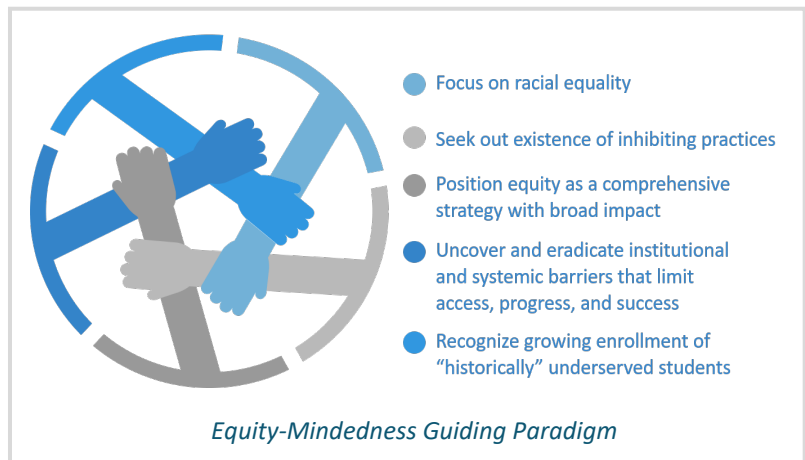 Focus on racial equality
Seek out existence of inhibiting practices
Position equity as a comprehensive
strategy with broad impact
Uncover and eradicate institutional
and systemic barriers that limit
access, progress, and success
Recognize growing enrollment of
“historically” underserved students
Equity-Mindedness Guiding Paradigm